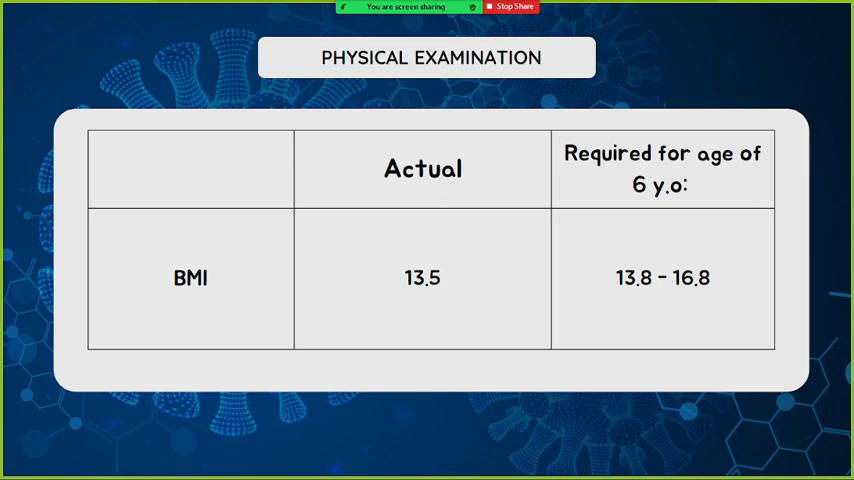 You are screen sharing
Stop Share
PHYSICAL EXAMINATION
Actual
Required for age of
6 y.o:
BMI
13.5
13.8 - 16.8